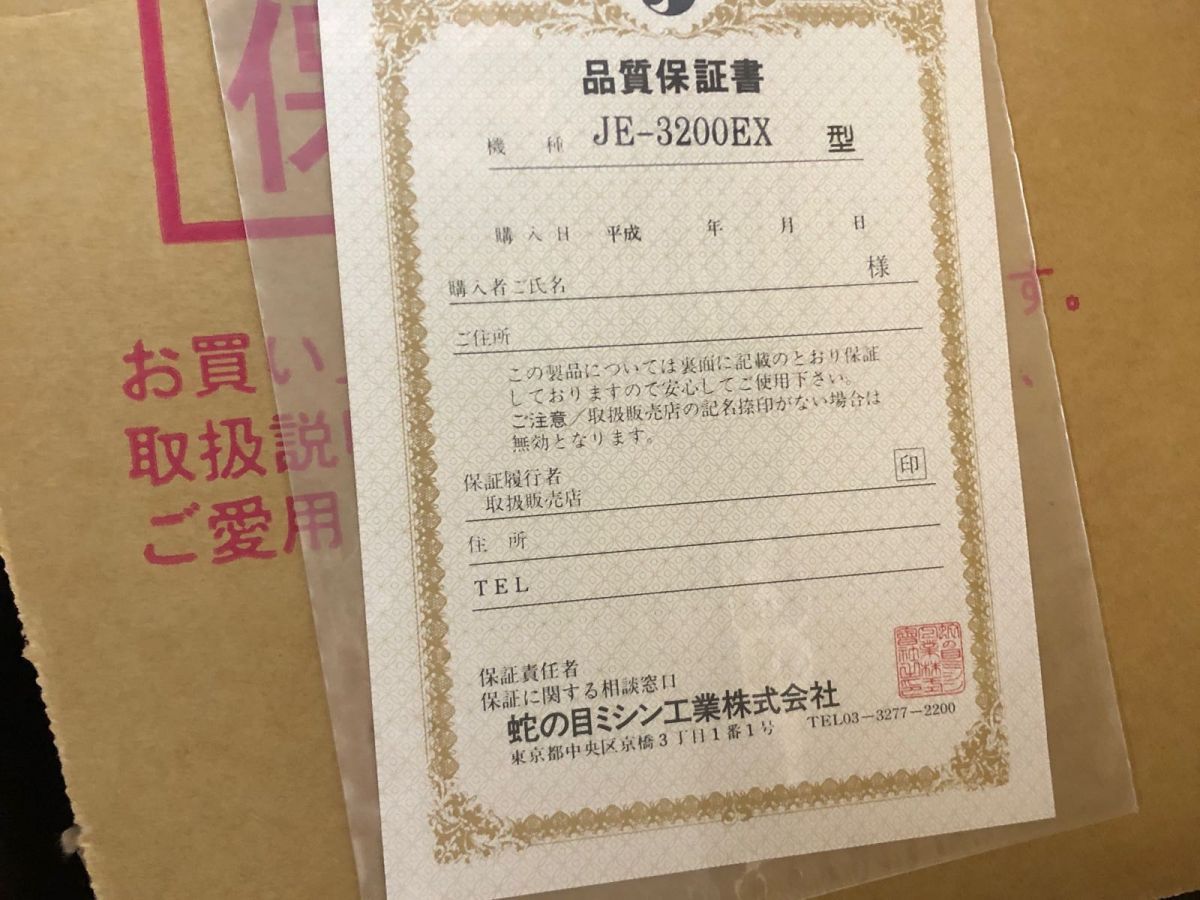 品質保証書
機 種 JE-3200EX 型
購入日 平成 年 月 日
購入者ご氏名 様
ご住所
この製品については裏面に記載のとおり保証
しておりますので安心してご使用下さい。
ご注意/取扱販売店の記名捺印がない場合は
無効となります。
保証履行者
取扱販売店 印
住 所
TEL
保証責任者
保証に関する相談窓口
蛇の目ミシン工業株式会社
東京都中央区京橋3丁目1番1号 TEL03-3277-2200
お買い
取扱説
ご愛用
す。